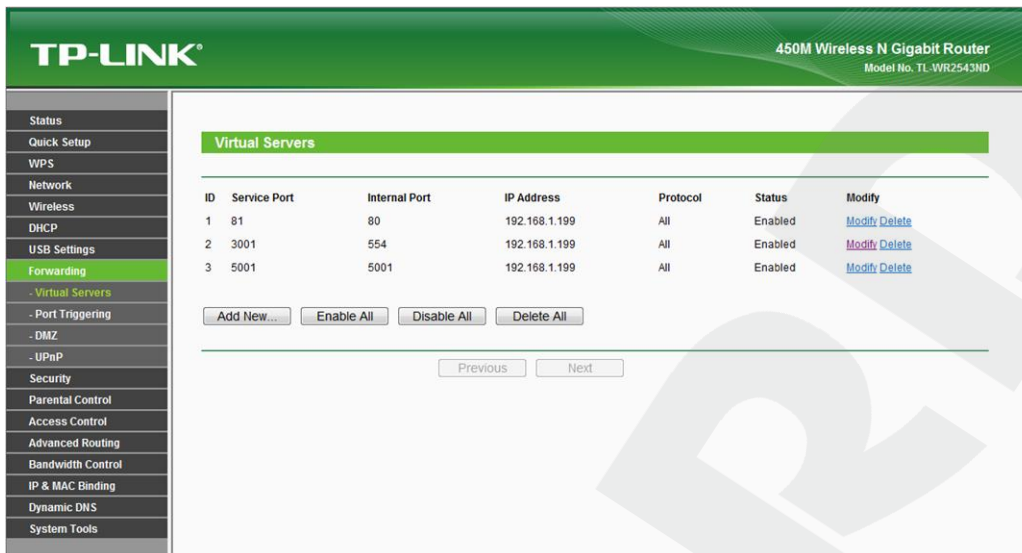 TP-LINK®
450M Wireless N Gigabit Router
Model No. TL-WR2543ND
Status
Quick Setup
WPS
Network
Wireless
DHCP
USB Settings
Forwarding
- Virtual Servers
- Port Triggering
- DMZ
- UPnP
Security
Parental Control
Access Control
Advanced Routing
Bandwidth Control
IP & MAC Binding
Dynamic DNS
System Tools
Virtual Servers
ID Service Port Internal Port IP Address Protocol Status Modify
1 81 80 192.168.1.199 All Enabled Modify Delete
2 3001 554 192.168.1.199 All Enabled Modify Delete
3 5001 5001 192.168.1.199 All Enabled Modify Delete
Add New... Enable All Disable All Delete All
Previous Next